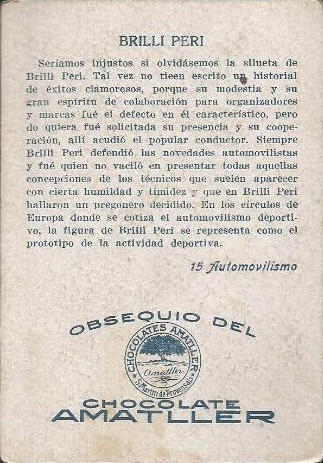 BRILLI PERI
Seríamos injustos si olvidásemos la silueta de
Brilli Peri. Tal vez no tieen escrito un historial
de éxitos clamorosos, porque su modestia y su
gran espíritu de colaboración para organizadores
y marcas fué el defecto en él característico, pero
do quiera fué solicitada su presencia y su coope-
ración, allí acudió el popular conductor. Siempre
Brilli Peri defendió las novedades automovilistas
y fué quien no vaciló en presentar todas aquellas
concepciones de los técnicos que suelen aparecer
con cierta humildad y timidez y que en Brilli Peri
hallaron un pregonero decidido. En los círculos de
Europa donde se cotiza el automovilismo deporti-
vo, la figura de Brilli Peri se representa como el
prototipo de la actividad deportiva.
15 Automovilismo
OBSEQUIO DEL
CHOCOLATES AMATLLER
Amatller
S. Martín de Provensals
CHOCOLATE
AMATLLER